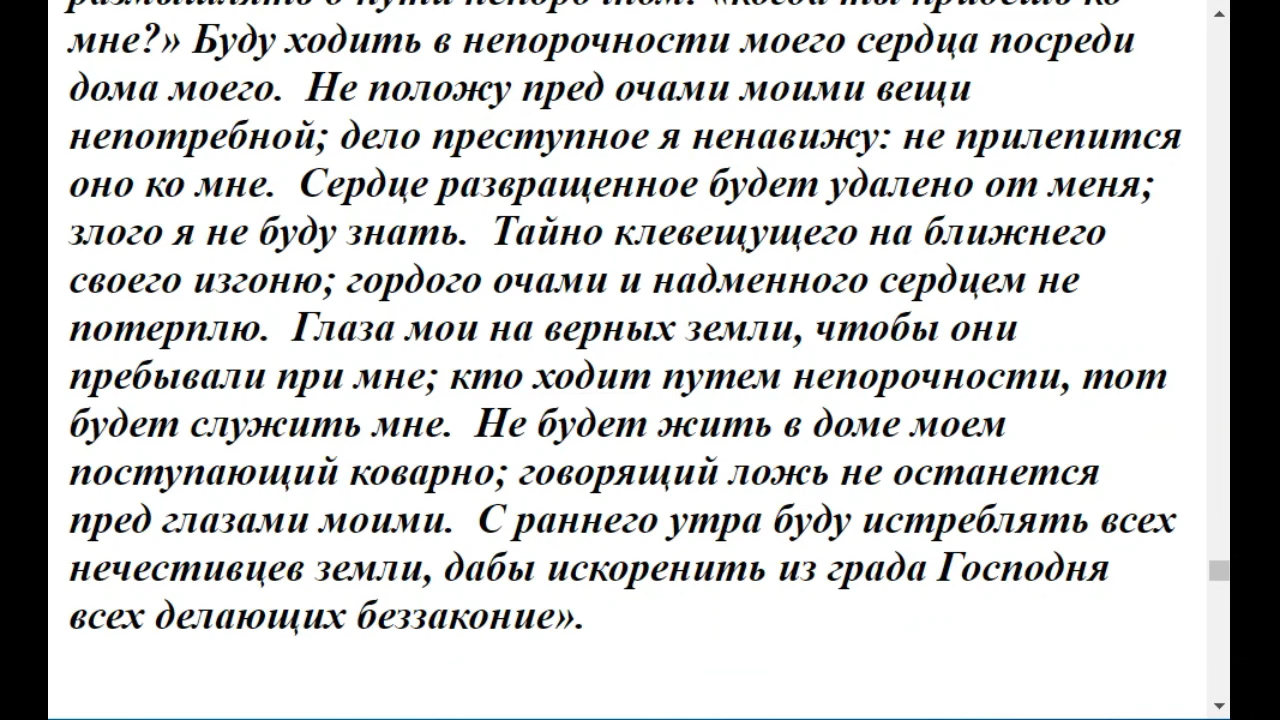 мне?» Буду ходить в непорочности моего сердца посреди
дома моего.  Не положу пред очами моими вещи
непотребной; дело преступное я ненавижу: не прилепится
оно ко мне.  Сердце развращенное будет удалено от меня;
злого я не буду знать.  Тайно клевещущего на ближнего
своего изгоню; гордого очами и надменного сердцем не
потерплю.  Глаза мои на верных земли, чтобы они
пребывали при мне; кто ходит путем непорочности, тот
будет служить мне.  Не будет жить в доме моем
поступающий коварно; говорящий ложь не останется
пред глазами моими.  С раннего утра буду истреблять всех
нечестивцев земли, дабы искоренить из града Господня
всех делающих беззаконие».